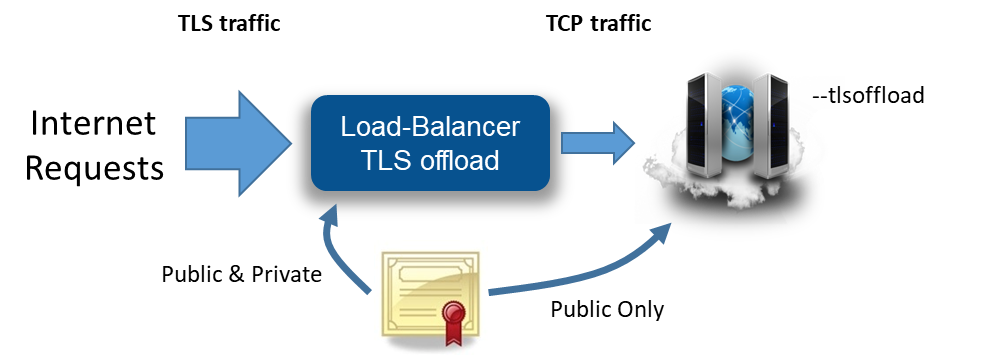 TLS traffic
TCP traffic
--tlsoffload
Internet
Requests
Load-Balancer
TLS offload
Public & Private
Public Only